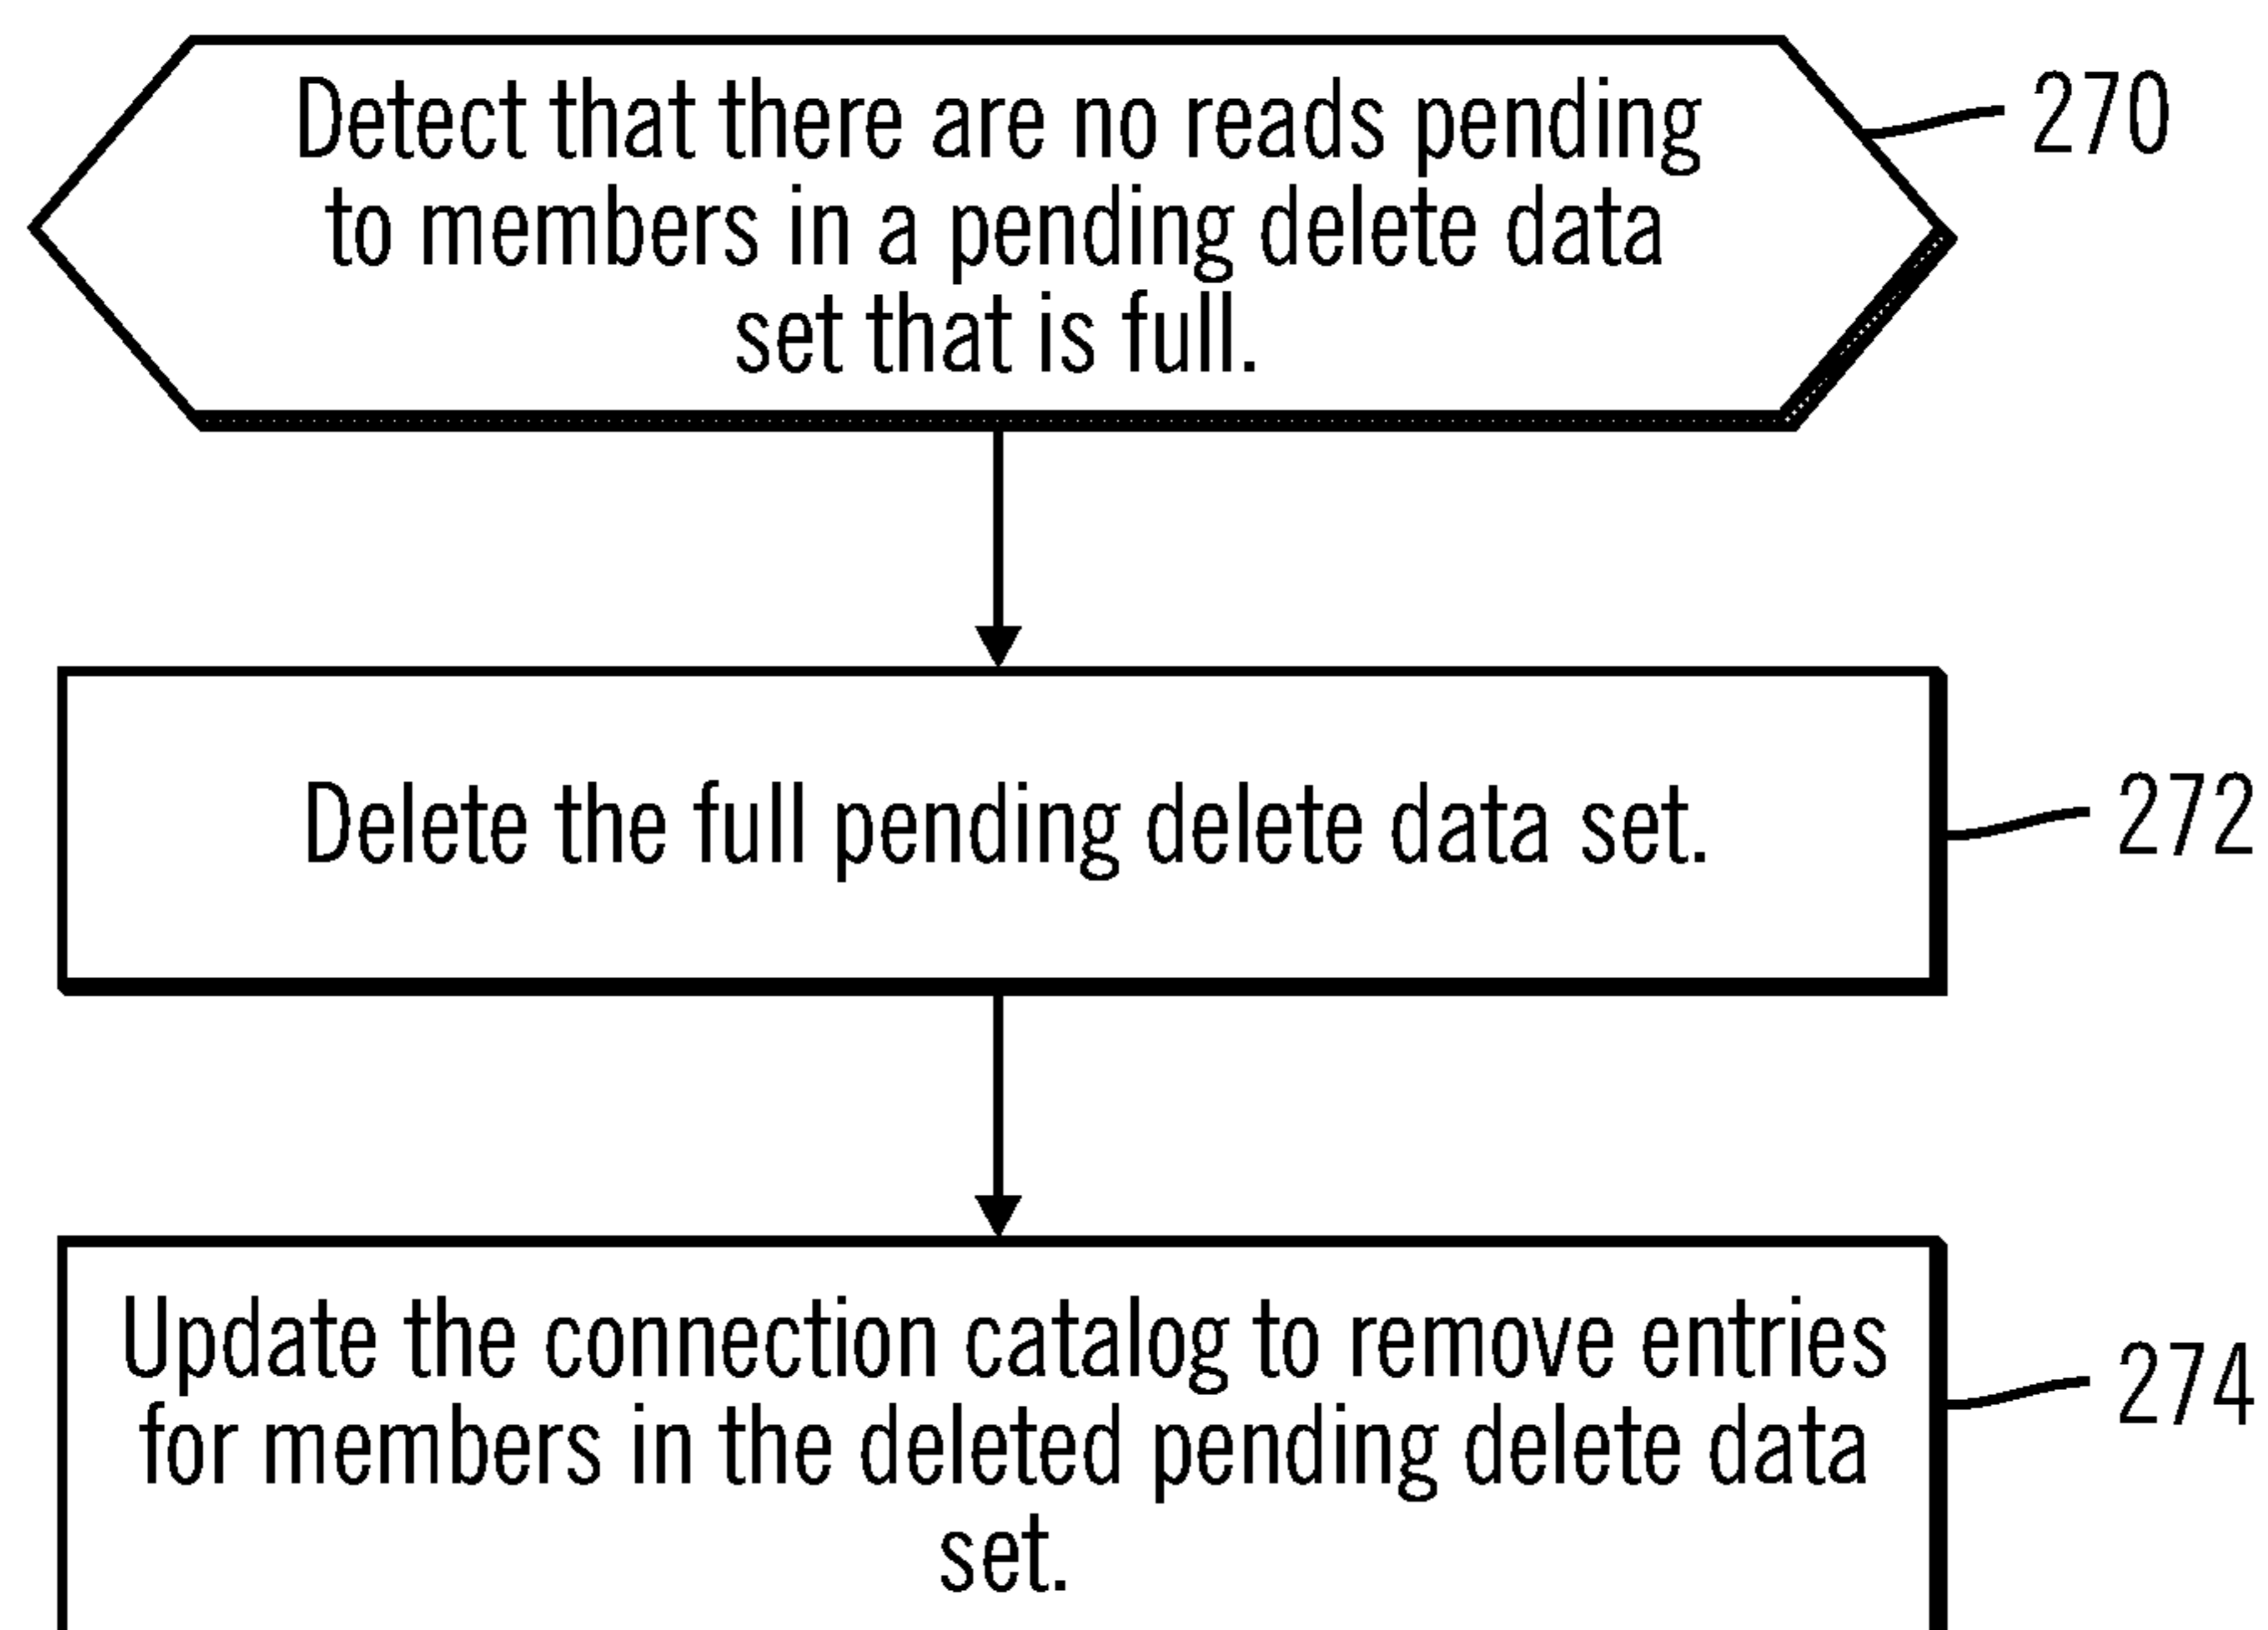 Detect that there are no reads pending
270
to members in a pending delete data
set that is full.
Delete the full pending delete data set.
272
Update the connection catalog to remove entries
274
for members in the deleted pending delete data
set.